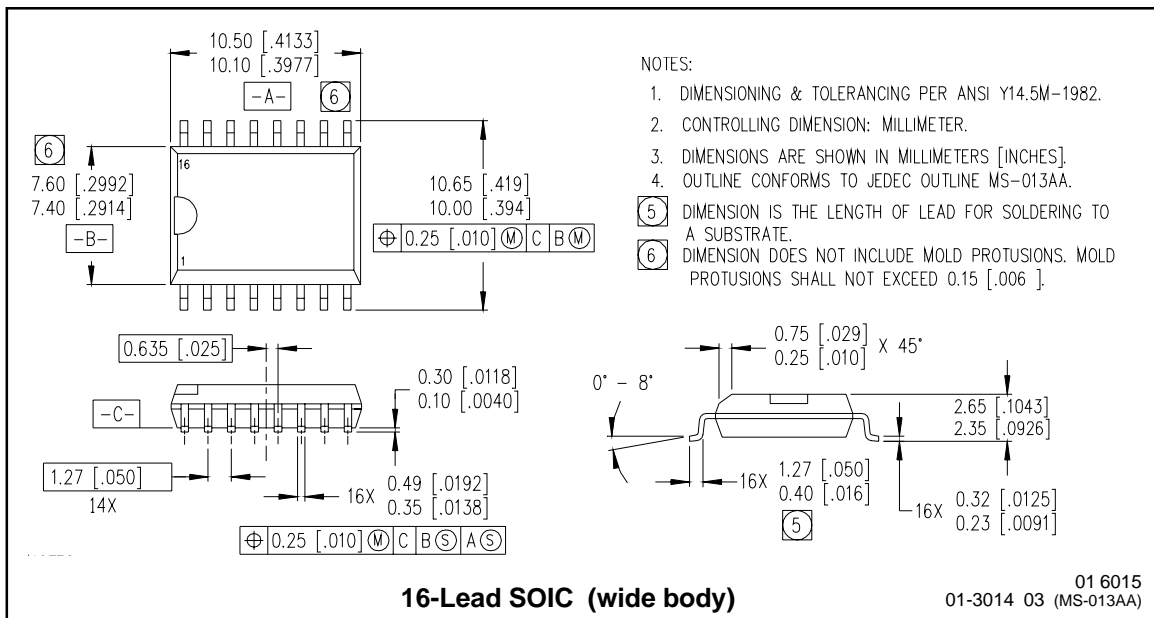 10.50 [.4133]
10.10 [.3977]
-A-
6
6
7.60 [.2992]
7.40 [.2914]
-B-
16
1
10.65 [.419]
10.00 [.394]
⌖ 0.25 [.010] Ⓜ C B Ⓜ
NOTES:
1. DIMENSIONING & TOLERANCING PER ANSI Y14.5M-1982.
2. CONTROLLING DIMENSION: MILLIMETER.
3. DIMENSIONS ARE SHOWN IN MILLIMETERS [INCHES].
4. OUTLINE CONFORMS TO JEDEC OUTLINE MS-013AA.
5 DIMENSION IS THE LENGTH OF LEAD FOR SOLDERING TO
A SUBSTRATE.
6 DIMENSION DOES NOT INCLUDE MOLD PROTUSIONS. MOLD
PROTUSIONS SHALL NOT EXCEED 0.15 [.006 ].
0.635 [.025]
-C-
0.30 [.0118]
0.10 [.0040]
1.27 [.050]
14X
16X 0.49 [.0192]
0.35 [.0138]
⌖ 0.25 [.010] Ⓜ C B Ⓢ A Ⓢ
0.75 [.029]
0.25 [.010] X 45°
0° - 8°
2.65 [.1043]
2.35 [.0926]
16X 1.27 [.050]
0.40 [.016]
5
16X 0.32 [.0125]
0.23 [.0091]
16-Lead SOIC (wide body)
01 6015
01-3014 03 (MS-013AA)